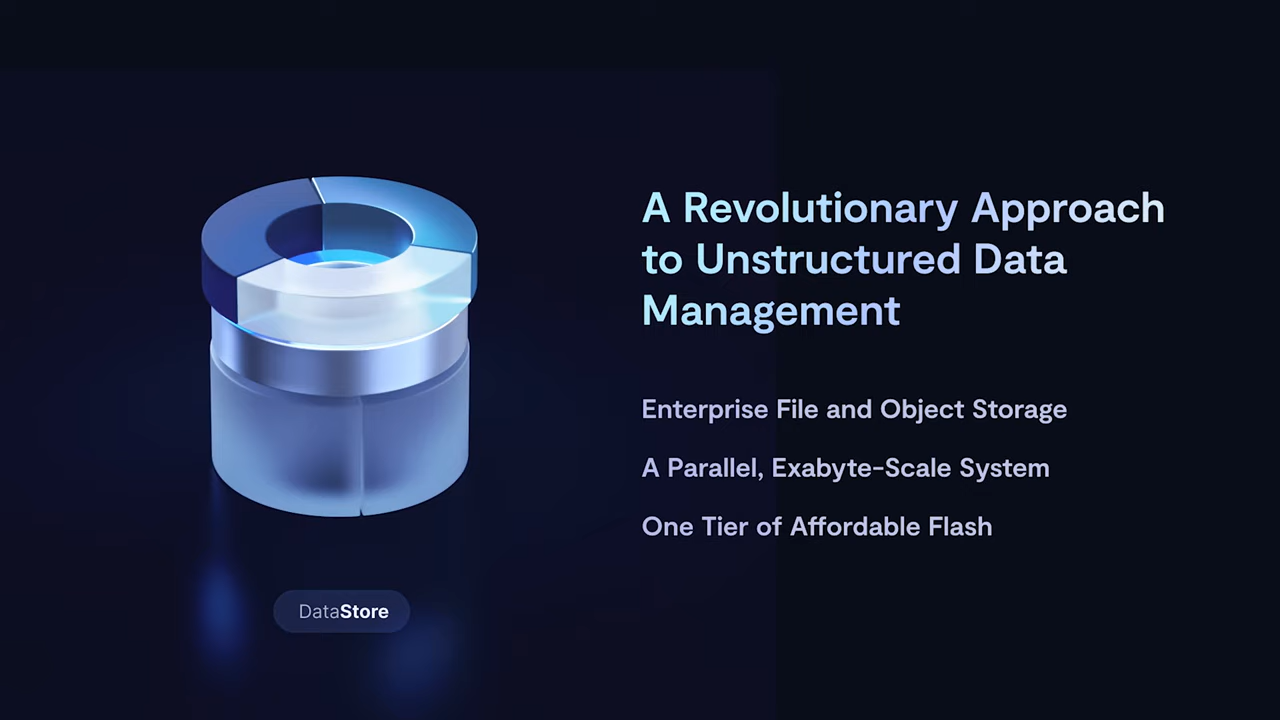 A Revolutionary Approach
to Unstructured Data
Management
Enterprise File and Object Storage
A Parallel, Exabyte-Scale System
One Tier of Affordable Flash
DataStore